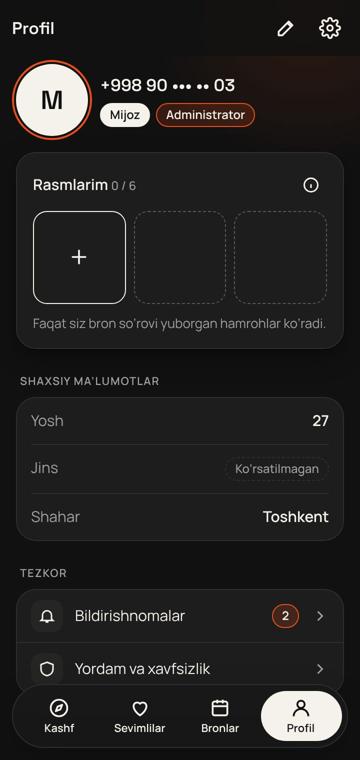 Profil
M
+998 90 ••• •• 03
Mijoz
Administrator
Rasmlarim 0 / 6
Faqat siz bron so'rovi yuborgan hamrohlar ko'radi.
SHAXSIY MA'LUMOTLAR
Yosh
27
Jins
Ko'rsatilmagan
Shahar
Toshkent
TEZKOR
Bildirishnomalar
2
Yordam va xavfsizlik
Kashf
Sevimlilar
Bronlar
Profil